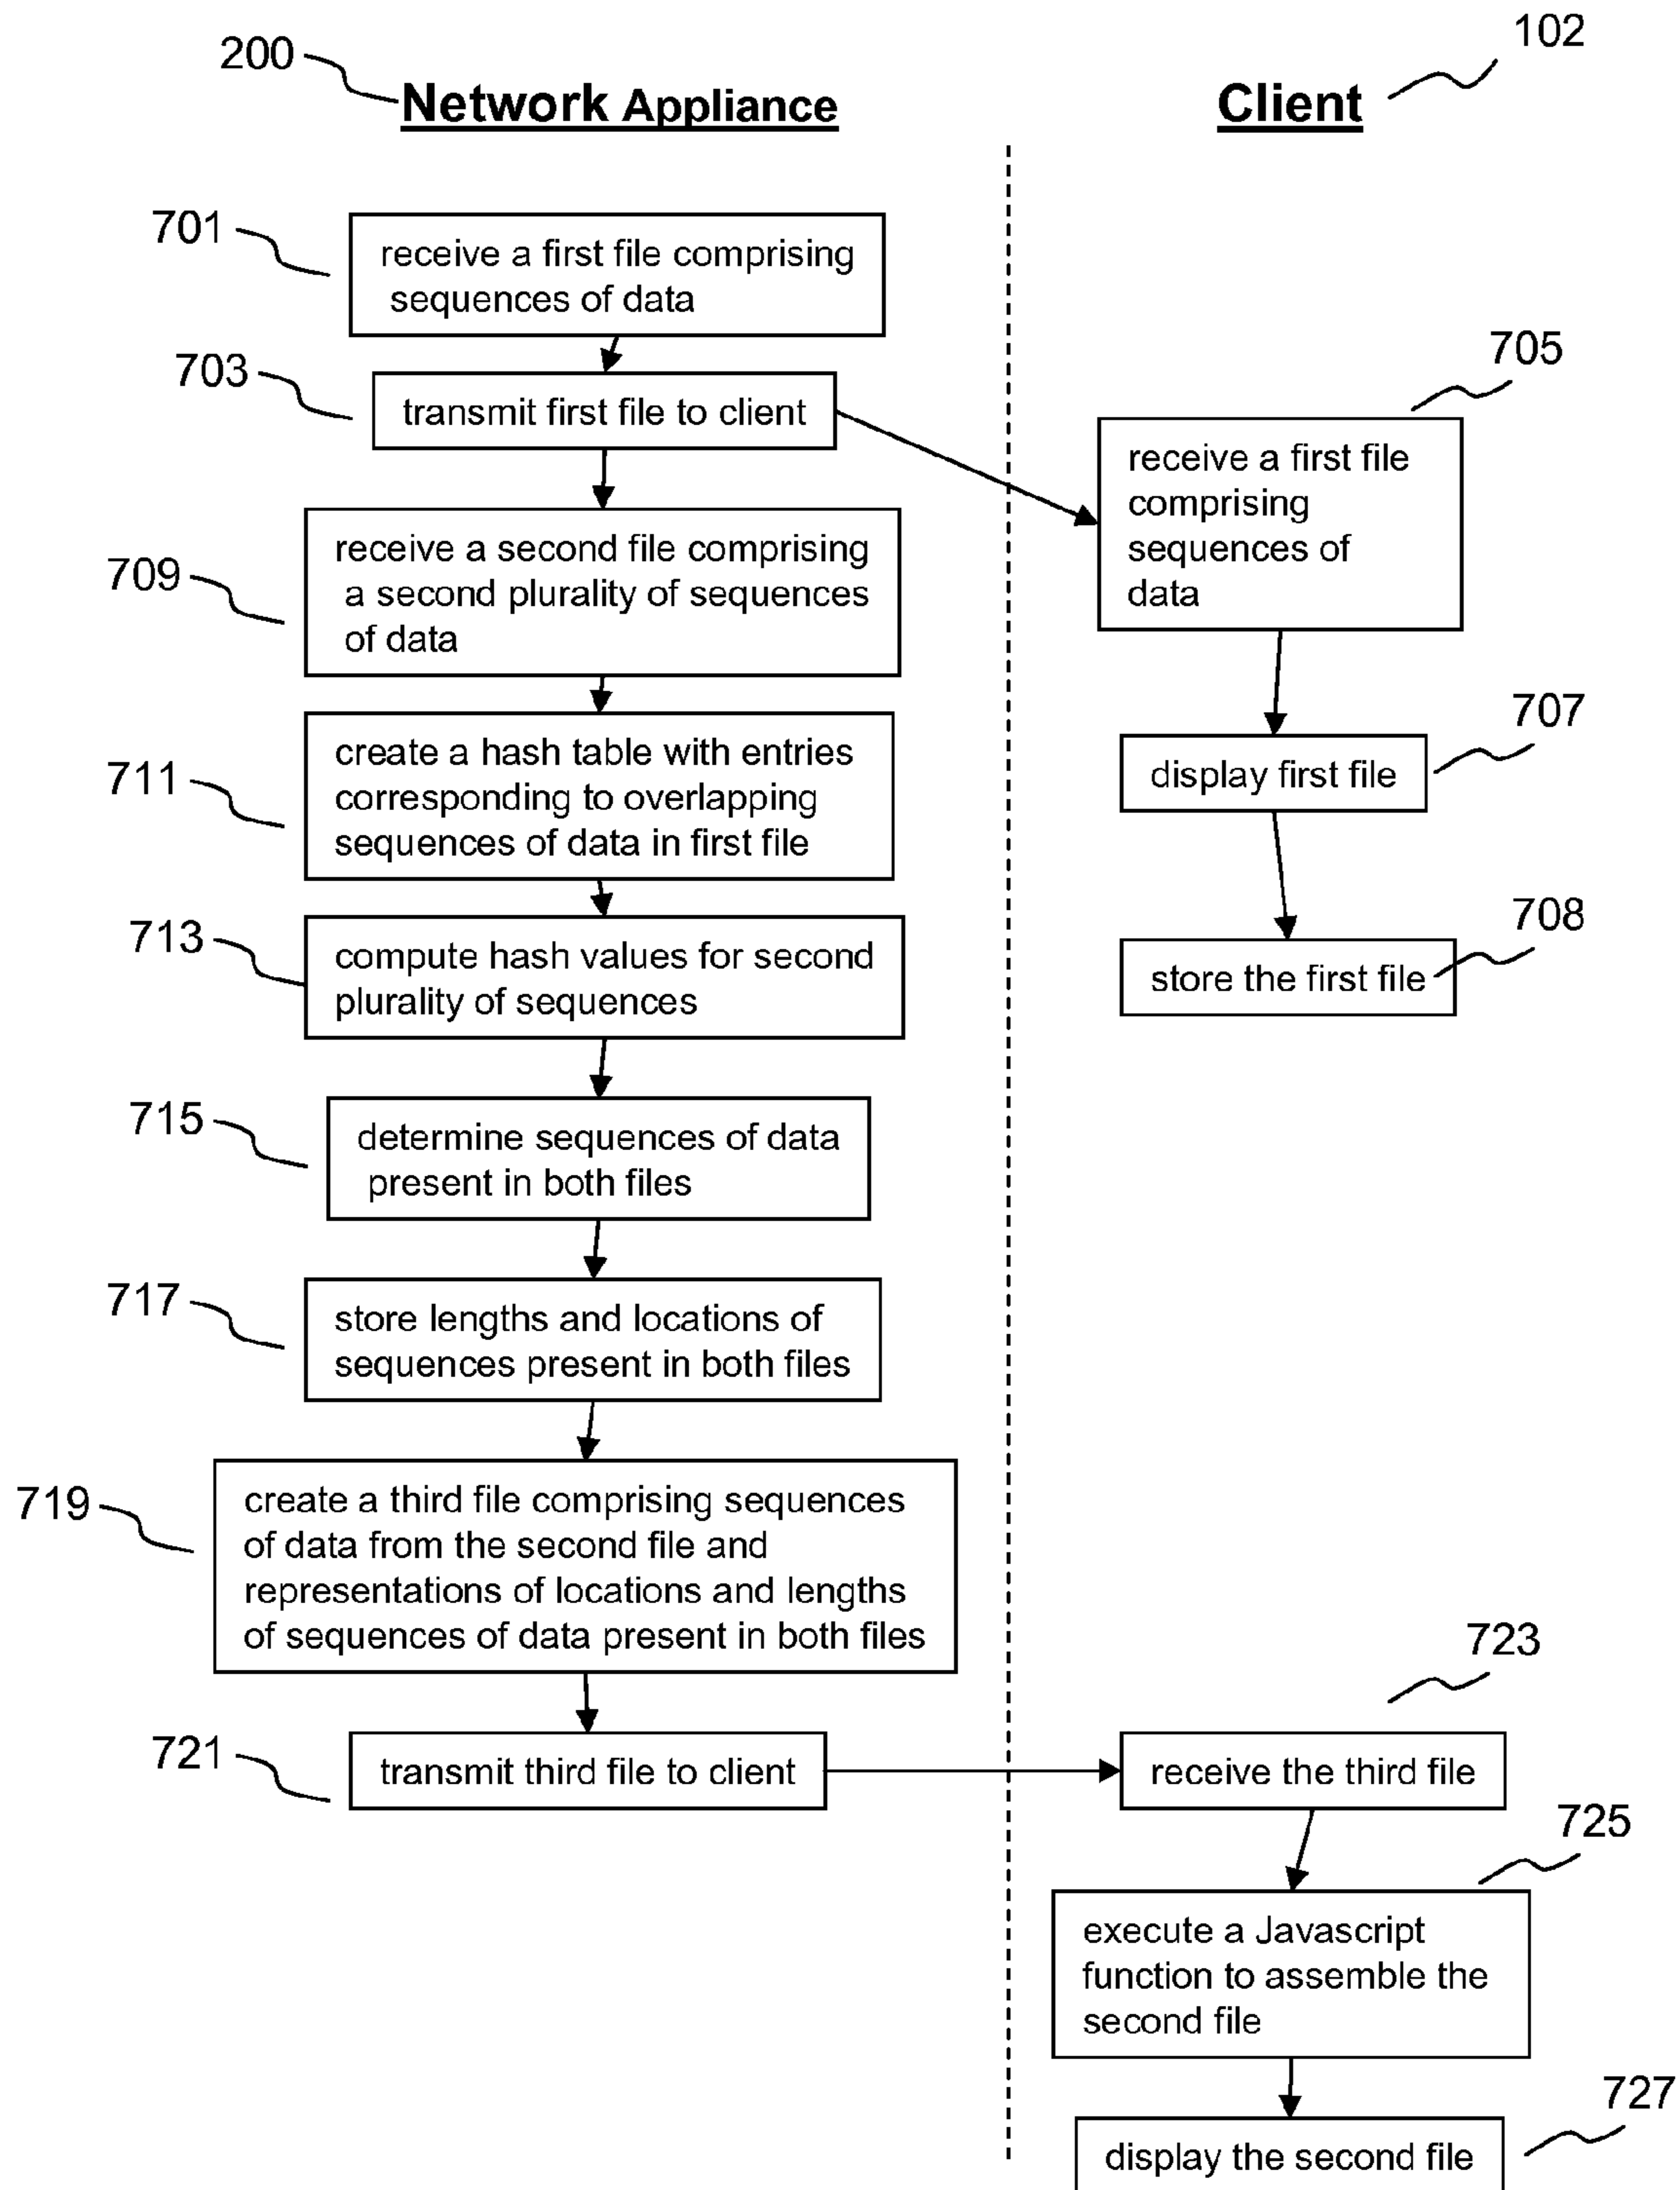 200
Network Appliance
102
Client
701
receive a first file comprising
sequences of data
703
transmit first file to client
705
receive a first file
comprising
sequences of
data
709
receive a second file comprising
a second plurality of sequences
of data
707
display first file
711
create a hash table with entries
corresponding to overlapping
sequences of data in first file
708
store the first file
713
compute hash values for second
plurality of sequences
715
determine sequences of data
present in both files
717
store lengths and locations of
sequences present in both files
719
create a third file comprising sequences
of data from the second file and
representations of locations and lengths
of sequences of data present in both files
721
transmit third file to client
723
receive the third file
725
execute a Javascript
function to assemble the
second file
727
display the second file